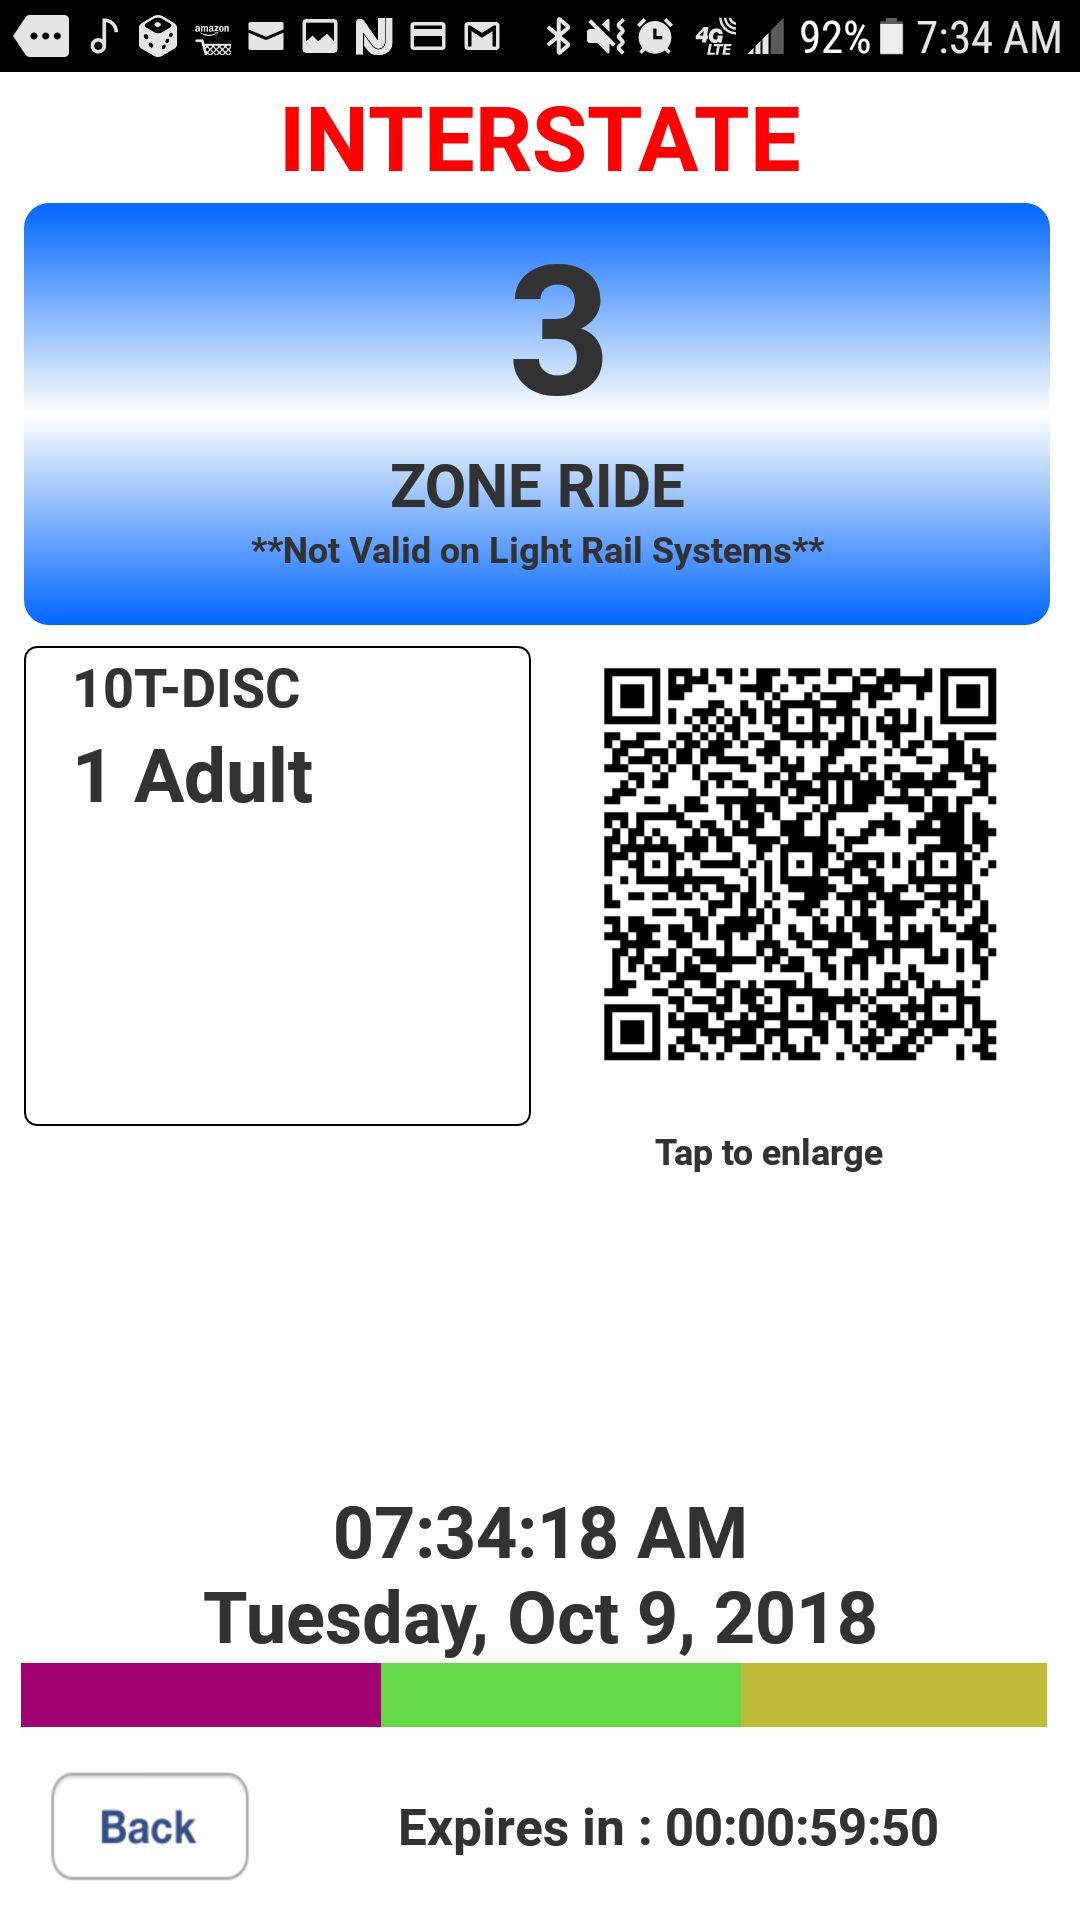 amazon
4G LTE 92% 7:34 AM
INTERSTATE
3
ZONE RIDE
**Not Valid on Light Rail Systems**
10T-DISC
1 Adult
Tap to enlarge
07:34:18 AM
Tuesday, Oct 9, 2018
Back
Expires in : 00:00:59:50